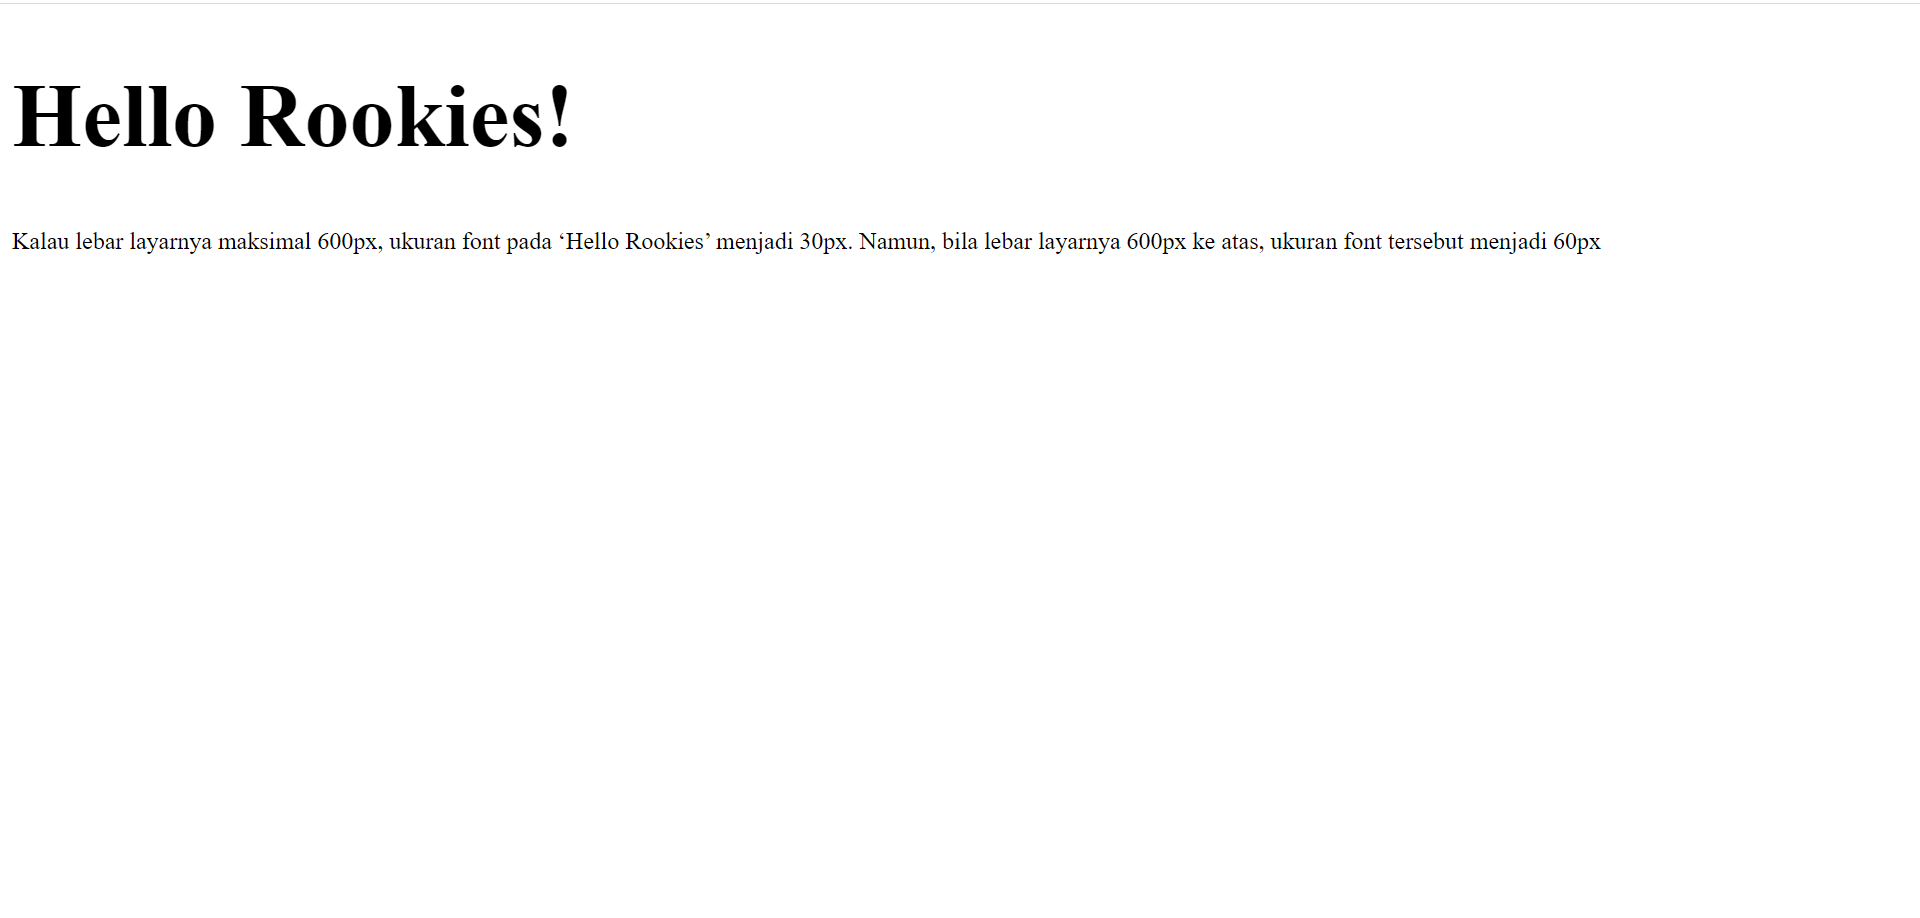 Hello Rookies!
Kalau lebar layarnya maksimal 600px, ukuran font pada ‘Hello Rookies’ menjadi 30px. Namun, bila lebar layarnya 600px ke atas, ukuran font tersebut menjadi 60px